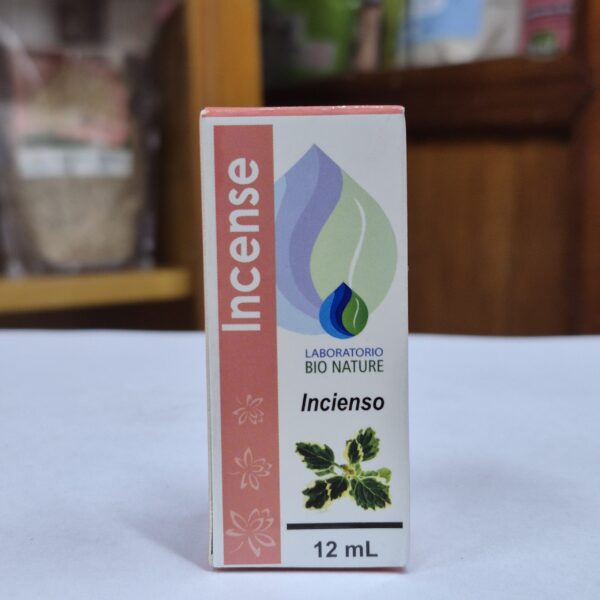 Incense
LABORATORIO
BIO NATURE
Incienso
12 mL